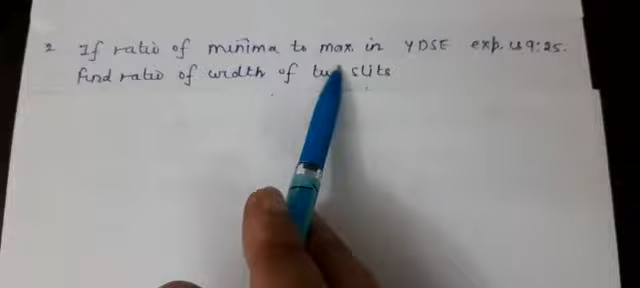 2 If ratio of minima to max. in YDSE exp. is 9:25.
find ratio of width of two slits